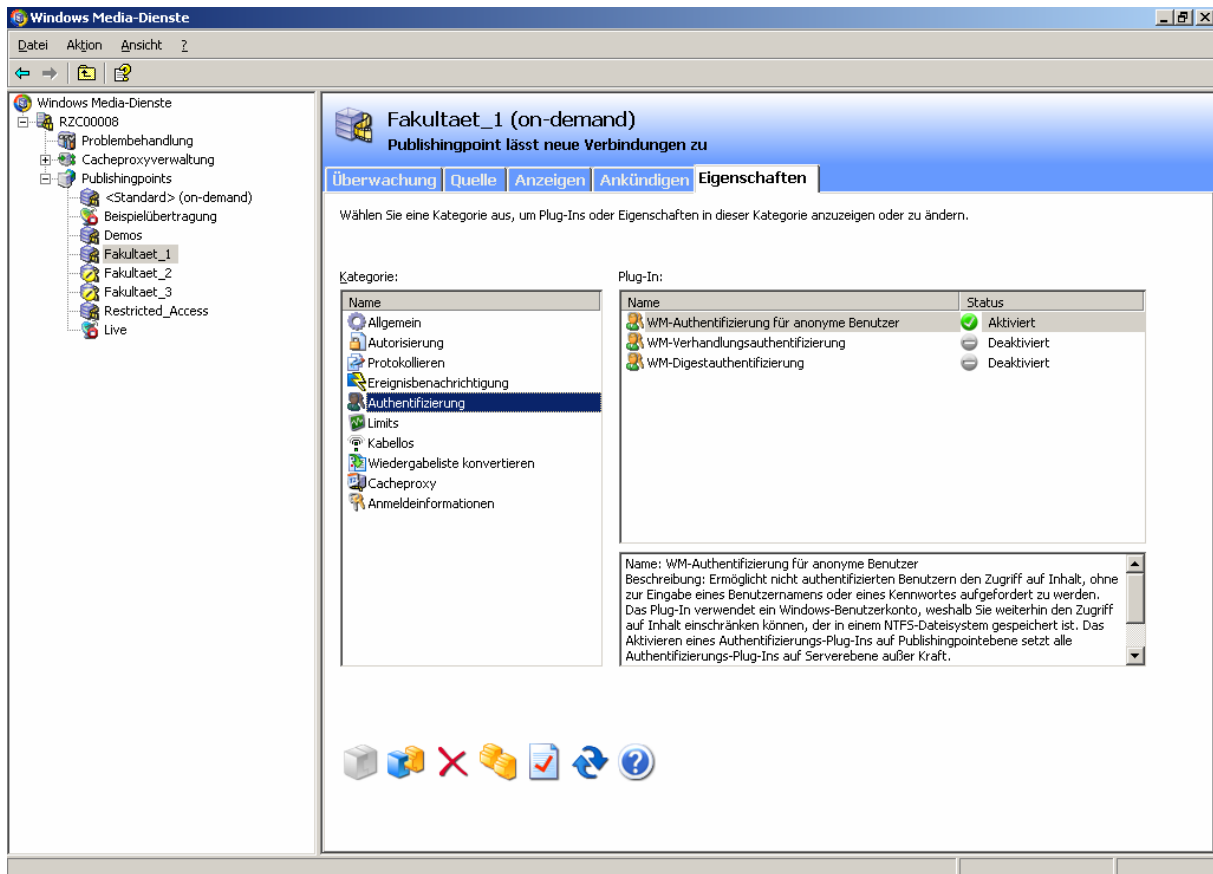 Windows Media-Dienste
Datei Aktion Ansicht ?
Windows Media-Dienste
RZC00008
Problembehandlung
Cacheproxyverwaltung
Publishingpoints
<Standard> (on-demand)
Beispielübertragung
Demos
Fakultaet_1
Fakultaet_2
Fakultaet_3
Restricted_Access
Live
Fakultaet_1 (on-demand)
Publishingpoint lässt neue Verbindungen zu
Überwachung Quelle Anzeigen Ankündigen Eigenschaften
Wählen Sie eine Kategorie aus, um Plug-Ins oder Eigenschaften in dieser Kategorie anzuzeigen oder zu ändern.
Kategorie:
Name
Allgemein
Autorisierung
Protokollieren
Ereignisbenachrichtigung
Authentifizierung
Limits
Kabellos
Wiedergabeliste konvertieren
Cacheproxy
Anmeldeinformationen
Plug-In:
Name Status
WM-Authentifizierung für anonyme Benutzer Aktiviert
WM-Verhandlungsauthentifizierung Deaktiviert
WM-Digestauthentifizierung Deaktiviert
Name: WM-Authentifizierung für anonyme Benutzer
Beschreibung: Ermöglicht nicht authentifizierten Benutzern den Zugriff auf Inhalt, ohne
zur Eingabe eines Benutzernamens oder eines Kennwortes aufgefordert zu werden.
Das Plug-In verwendet ein Windows-Benutzerkonto, weshalb Sie weiterhin den Zugriff
auf Inhalt einschränken können, der in einem NTFS-Dateisystem gespeichert ist. Das
Aktivieren eines Authentifizierungs-Plug-Ins auf Publishingpointebene setzt alle
Authentifizierungs-Plug-Ins auf Serverebene außer Kraft.